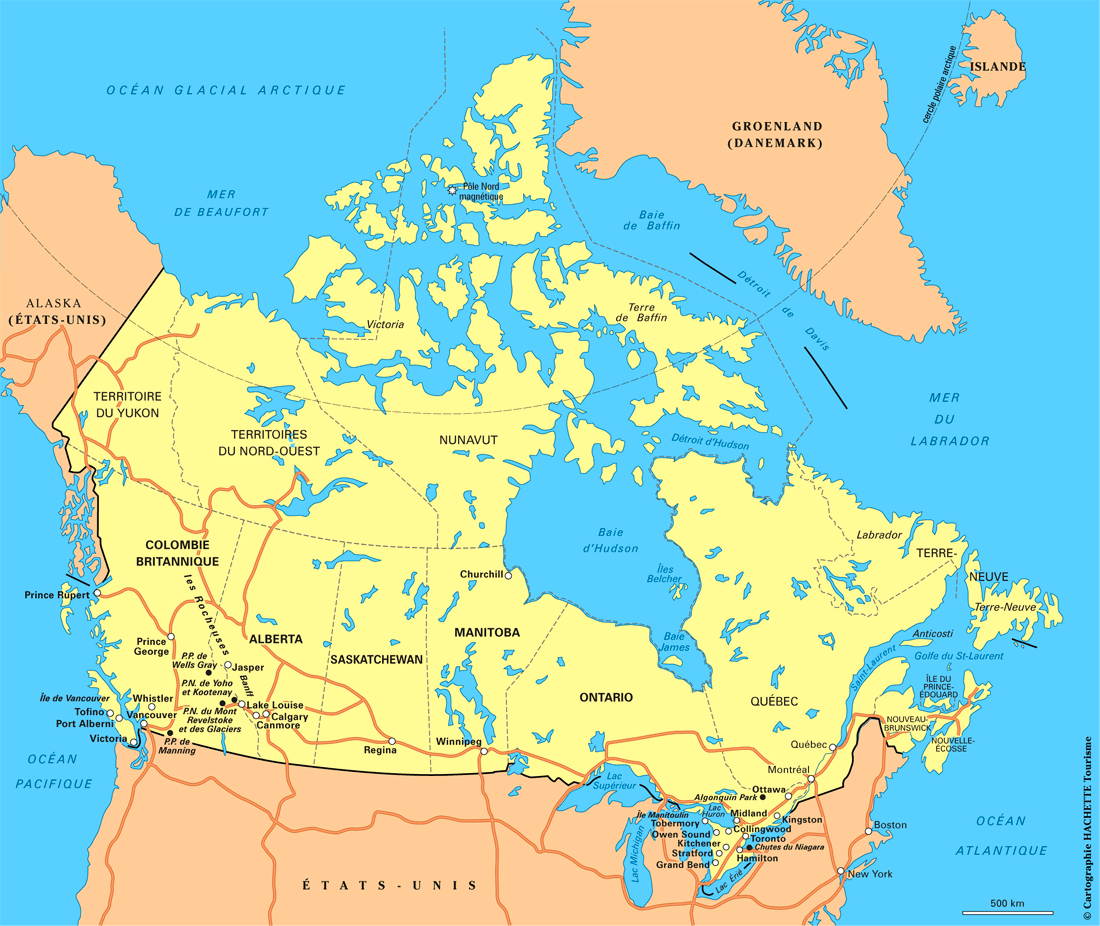 OCÉAN GLACIAL ARCTIQUE
ISLANDE
cercle polaire arctique
GROENLAND
(DANEMARK)
Pôle Nord
magnétique
MER
DE BEAUFORT
Baie
de Baffin
Détroit de Davis
ALASKA
(ÉTATS-UNIS)
Victoria
Terre
de Baffin
TERRITOIRE
DU YUKON
TERRITOIRES
DU NORD-OUEST
NUNAVUT
Détroit d'Hudson
MER
DU
LABRADOR
COLOMBIE
BRITANNIQUE
Baie
d'Hudson
Labrador
TERRE-
NEUVE
Îles
Belcher
Churchill
Prince Rupert
les Rocheuses
Terre-Neuve
Prince
George
ALBERTA
MANITOBA
Baie
James
Anticosti
Golfe du St-Laurent
Saint-Laurent
P.P. de
Wells Gray
Jasper
SASKATCHEWAN
P.N. de Yoho
et Kootenay
Banff
ONTARIO
QUÉBEC
ÎLE DU
PRINCE-
ÉDOUARD
Île de Vancouver
Whistler
Lake Loüise
Tofino
Vancouver
P.N. du Mont
Revelstoke
et des Glaciers
Calgary
Canmore
Port Alberni
Victoria
P.P. de
Manning
NOUVEAU-
BRUNSWICK
NOUVELLE-
ÉCOSSE
Regina
Winnipeg
Québec
OCÉAN
PACIFIQUE
Montréal
Lac
Supérieur
Ottawa
Algonquin Park
Île Manitoulin
Lac
Huron
Midland
Kingston
Tobermory
Collingwood
Owen Sound
Toronto
Kitchener
Chutes du Niagara
Stratford
Hamilton
Grand Bend
Lac Michigan
Lac Érié
Boston
New York
OCÉAN
ATLANTIQUE
ÉTATS-UNIS
500 km
© Cartographie HACHETTE Tourisme